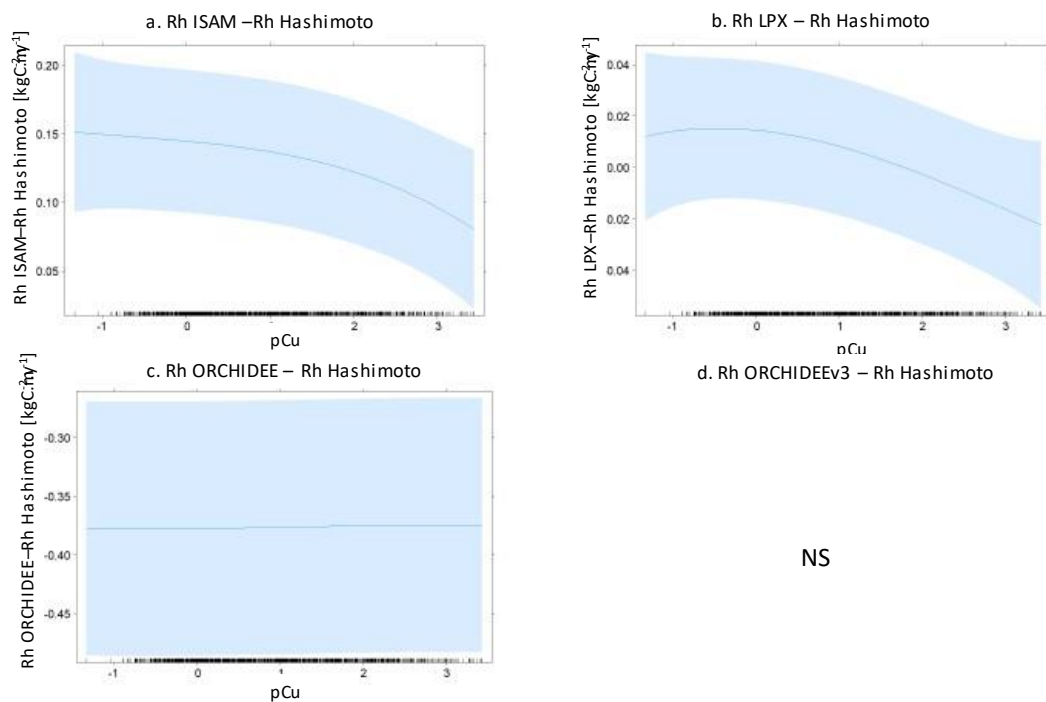 a. Rh ISAM –Rh Hashimoto
Rh ISAM–Rh Hashimoto [kgC.m-2.y-1]
0.20
0.15
0.10
0.05
-1 0 1 2 3
pCu
b. Rh LPX – Rh Hashimoto
Rh LPX–Rh Hashimoto [kgC.m-2.y-1]
0.04
0.02
0.00
0.02
0.04
-1 0 1 2 3
pCu
c. Rh ORCHIDEE – Rh Hashimoto
Rh ORCHIDEE–Rh Hashimoto [kgC.m-2.y-1]
-0.30
-0.35
-0.40
-0.45
-1 0 1 2 3
pCu
d. Rh ORCHIDEEv3 – Rh Hashimoto
NS